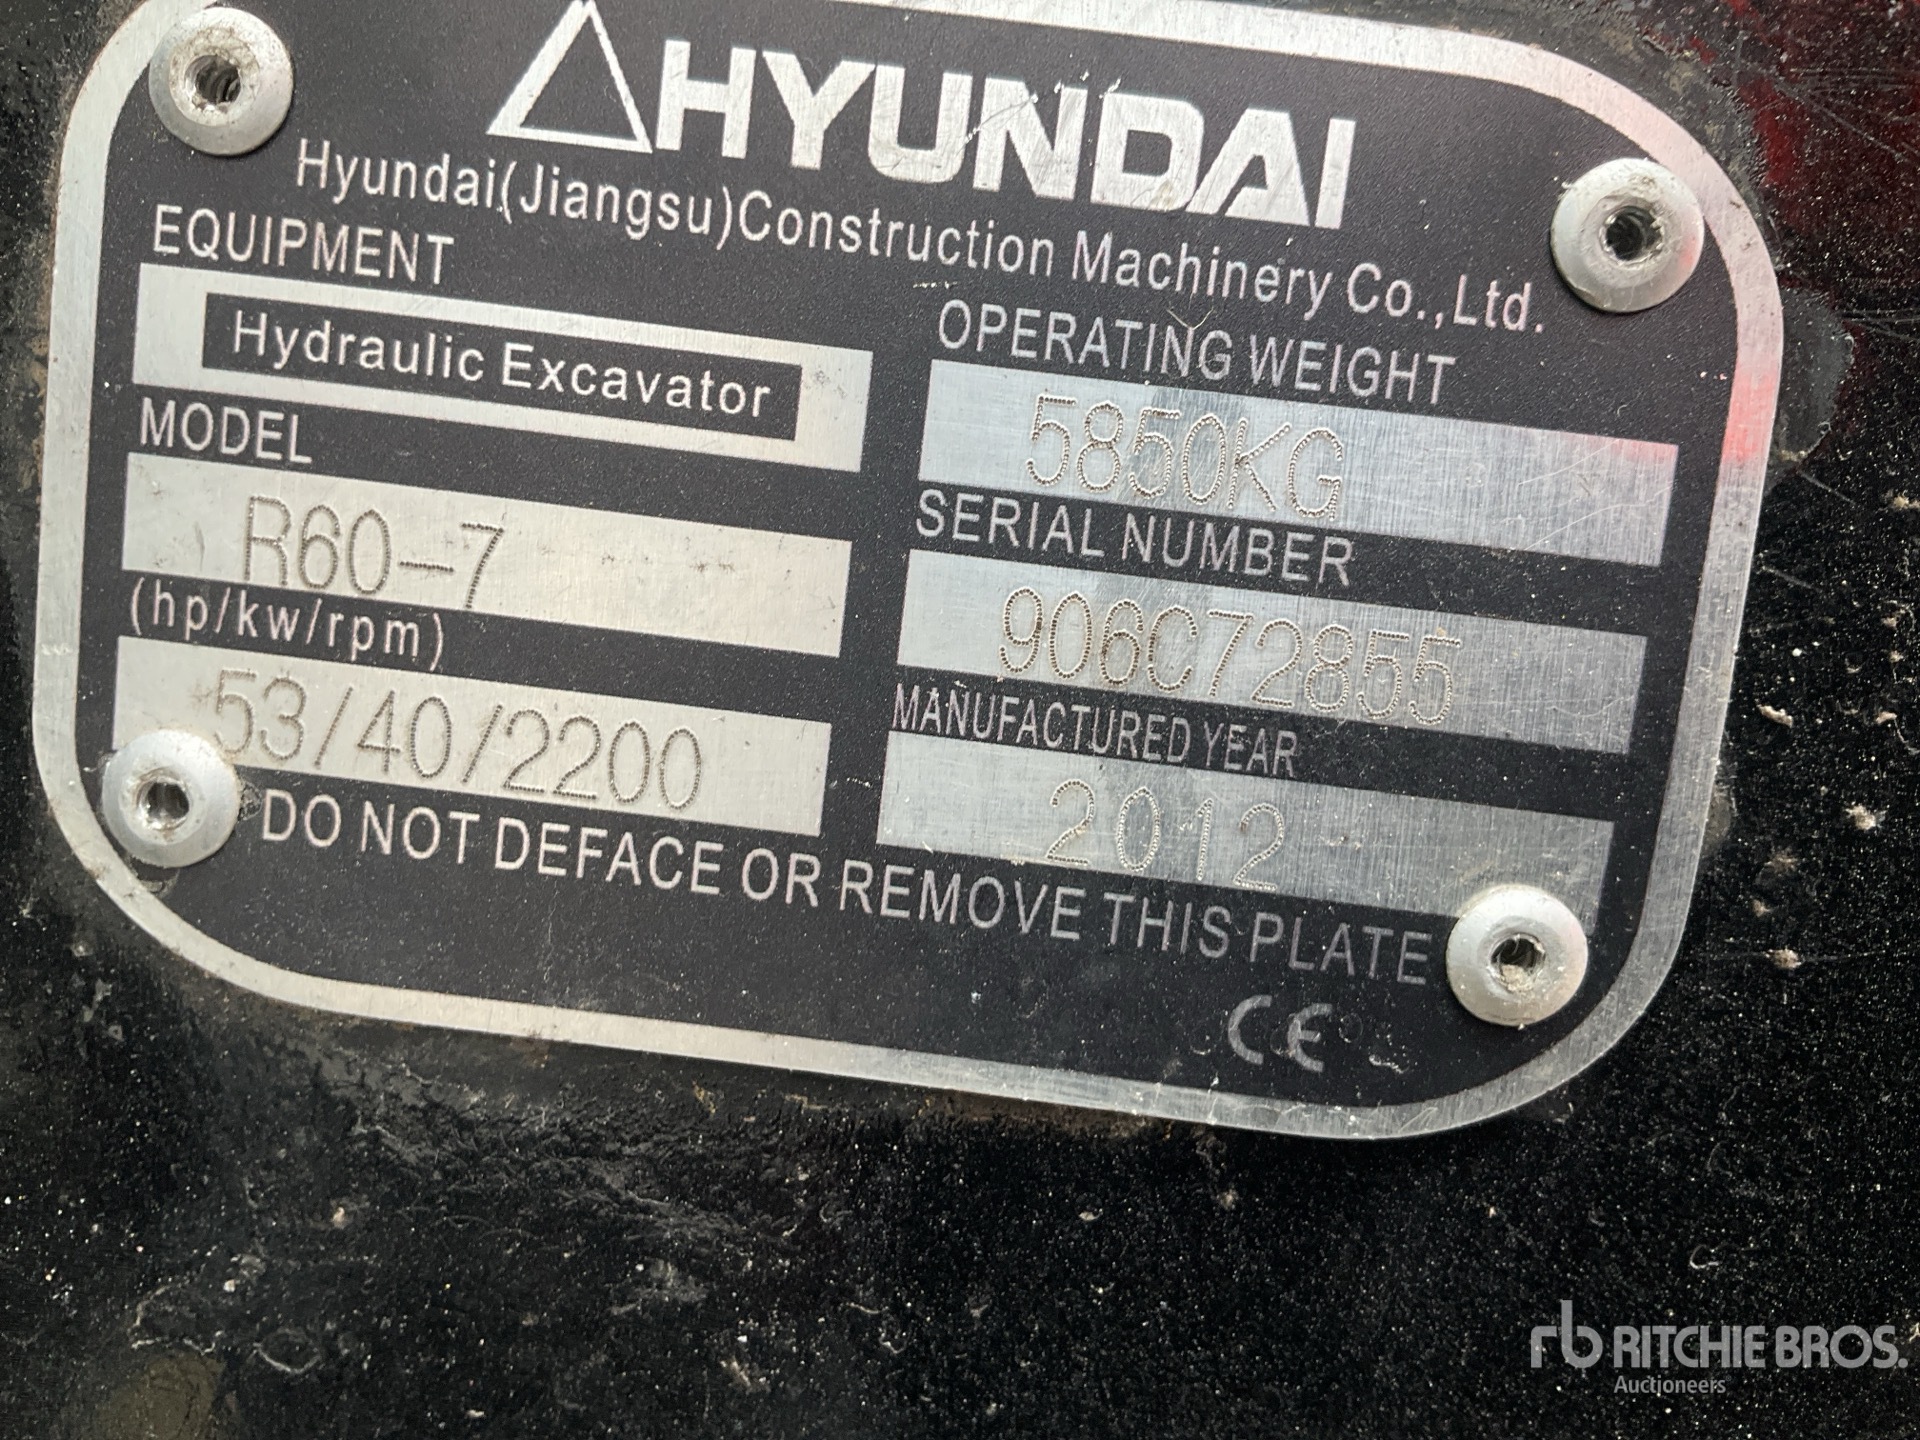 HYUNDAI
Hyundai(Jiangsu)Construction Machinery Co.,Ltd.
EQUIPMENT
Hydraulic Excavator
MODEL
R60-7
(hp/kw/rpm)
53/40/2200
OPERATING WEIGHT
5850KG
SERIAL NUMBER
906C72855
MANUFACTURED YEAR
2012
DO NOT DEFACE OR REMOVE THIS PLATE
CE
rb RITCHIE BROS.
Auctioneers